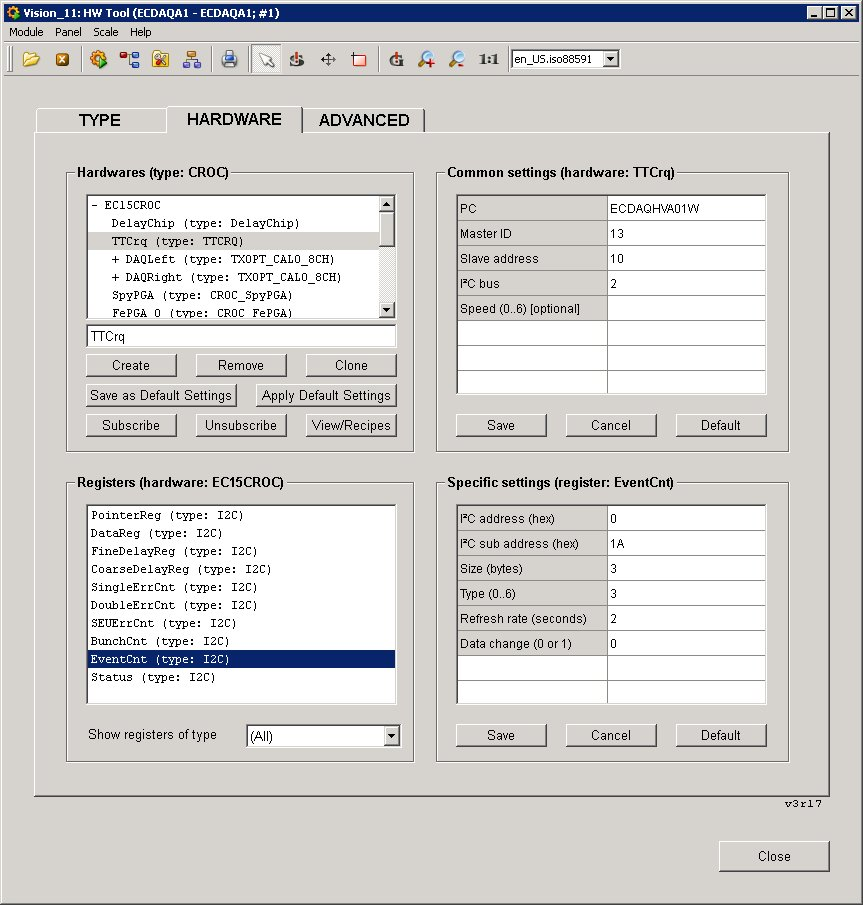 Vision_11: HW Tool (ECDAQA1 - ECDAQA1; #1)
Module Panel Scale Help
1:1 en_US.iso88591
TYPE HARDWARE ADVANCED
Hardwares (type: CROC)
- EC15CROC
DelayChip (type: DelayChip)
TTCrq (type: TTCRQ)
+ DAQLeft (type: TXOPT_CALO_8CH)
+ DAQRight (type: TXOPT_CALO_8CH)
SpyPGA (type: CROC_SpyPGA)
FePGA_0 (type: CROC_FePGA)
TTCrq
Create Remove Clone
Save as Default Settings Apply Default Settings
Subscribe Unsubscribe View/Recipes
Common settings (hardware: TTCrq)
PC ECDAQHVA01W
Master ID 13
Slave address 10
I²C bus 2
Speed (0..6) [optional]
Save Cancel Default
Registers (hardware: EC15CROC)
PointerReg (type: I2C)
DataReg (type: I2C)
FineDelayReg (type: I2C)
CoarseDelayReg (type: I2C)
SingleErrCnt (type: I2C)
DoubleErrCnt (type: I2C)
SEUErrCnt (type: I2C)
BunchCnt (type: I2C)
EventCnt (type: I2C)
Status (type: I2C)
Show registers of type (All)
Specific settings (register: EventCnt)
I²C address (hex) 0
I²C sub address (hex) 1A
Size (bytes) 3
Type (0..6) 3
Refresh rate (seconds) 2
Data change (0 or 1) 0
Save Cancel Default
v3r17
Close